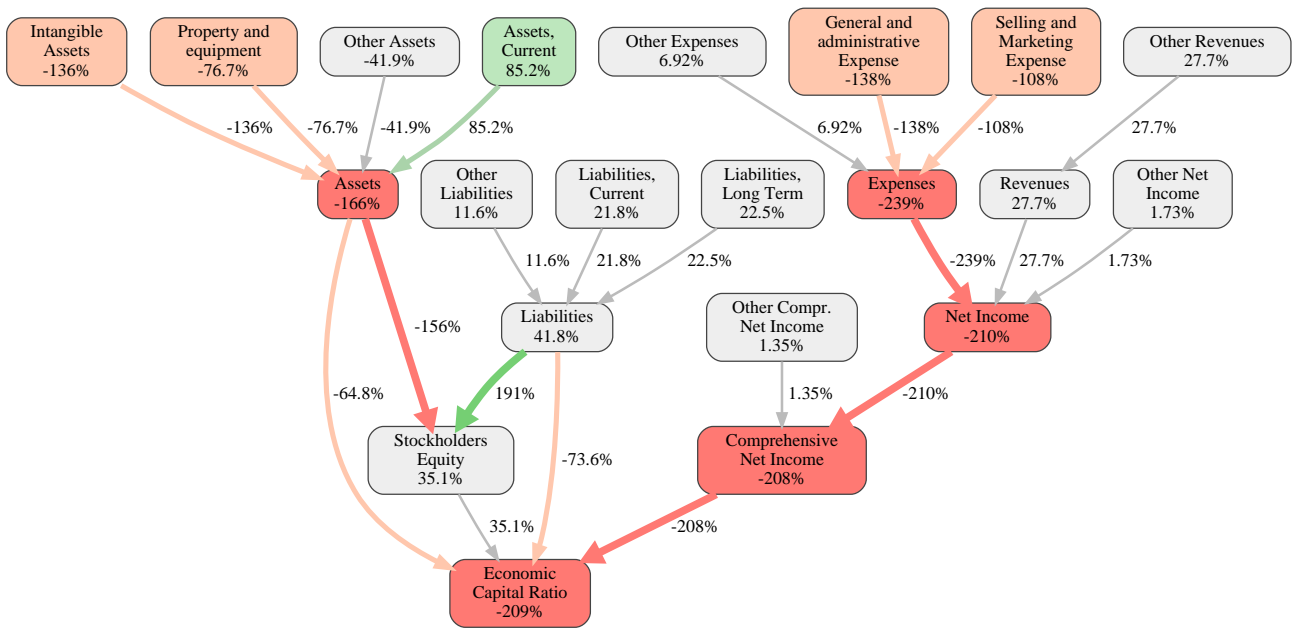 Intangible
Assets
-136%
Property and
equipment
-76.7%
Other Assets
-41.9%
Assets,
Current
85.2%
Other Expenses
6.92%
General and
administrative
Expense
-138%
Selling and
Marketing
Expense
-108%
Other Revenues
27.7%
-136%
-76.7%
-41.9%
85.2%
6.92%
-138%
-108%
27.7%
Assets
-166%
Other
Liabilities
11.6%
Liabilities,
Current
21.8%
Liabilities,
Long Term
22.5%
Expenses
-239%
Revenues
27.7%
Other Net
Income
1.73%
11.6%
21.8%
22.5%
-239%
27.7%
1.73%
-156%
Liabilities
41.8%
Other Compr.
Net Income
1.35%
Net Income
-210%
-64.8%
191%
1.35%
-210%
Stockholders
Equity
35.1%
-73.6%
Comprehensive
Net Income
-208%
35.1%
-208%
Economic
Capital Ratio
-209%